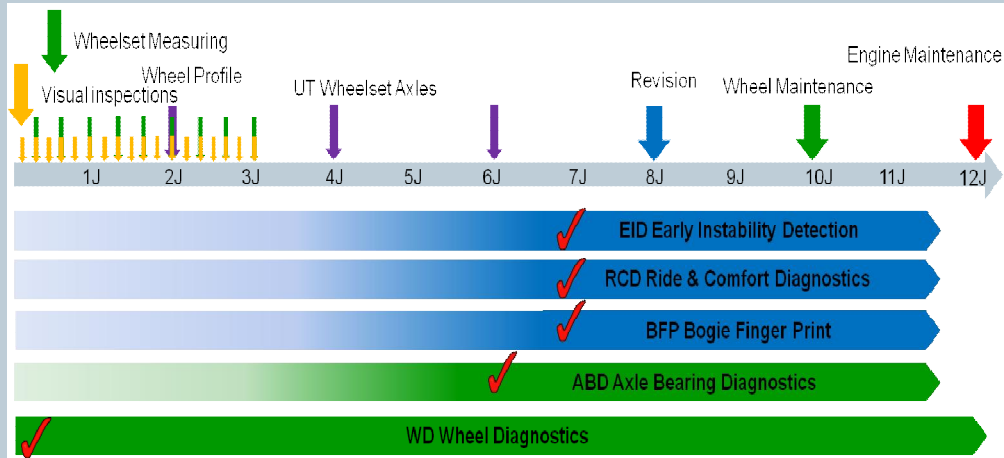 Wheelset Measuring
Engine Maintenance
Wheel Profile
Visual inspections
UT Wheelset Axles
Revision
Wheel Maintenance
1J 2J 3J 4J 5J 6J 7J 8J 9J 10J 11J 12J
EID Early Instability Detection
RCD Ride & Comfort Diagnostics
BFP Bogie Finger Print
ABD Axle Bearing Diagnostics
WD Wheel Diagnostics